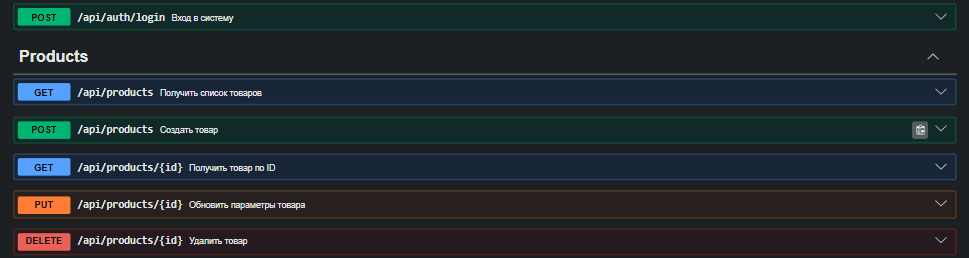 POST /api/auth/login Вход в систему
Products
GET /api/products Получить список товаров
POST /api/products Создать товар
GET /api/products/{id} Получить товар по ID
PUT /api/products/{id} Обновить параметры товара
DELETE /api/products/{id} Удалить товар